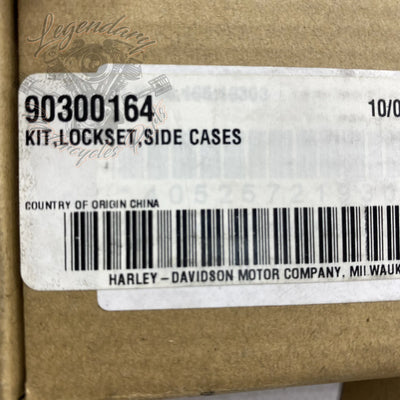 Legendary
Cycles
90300164
10/0
KIT,LOCKSET,SIDE CASES
COUNTRY OF ORIGIN CHINA
HARLEY-DAVIDSON MOTOR COMPANY, MILWAUK